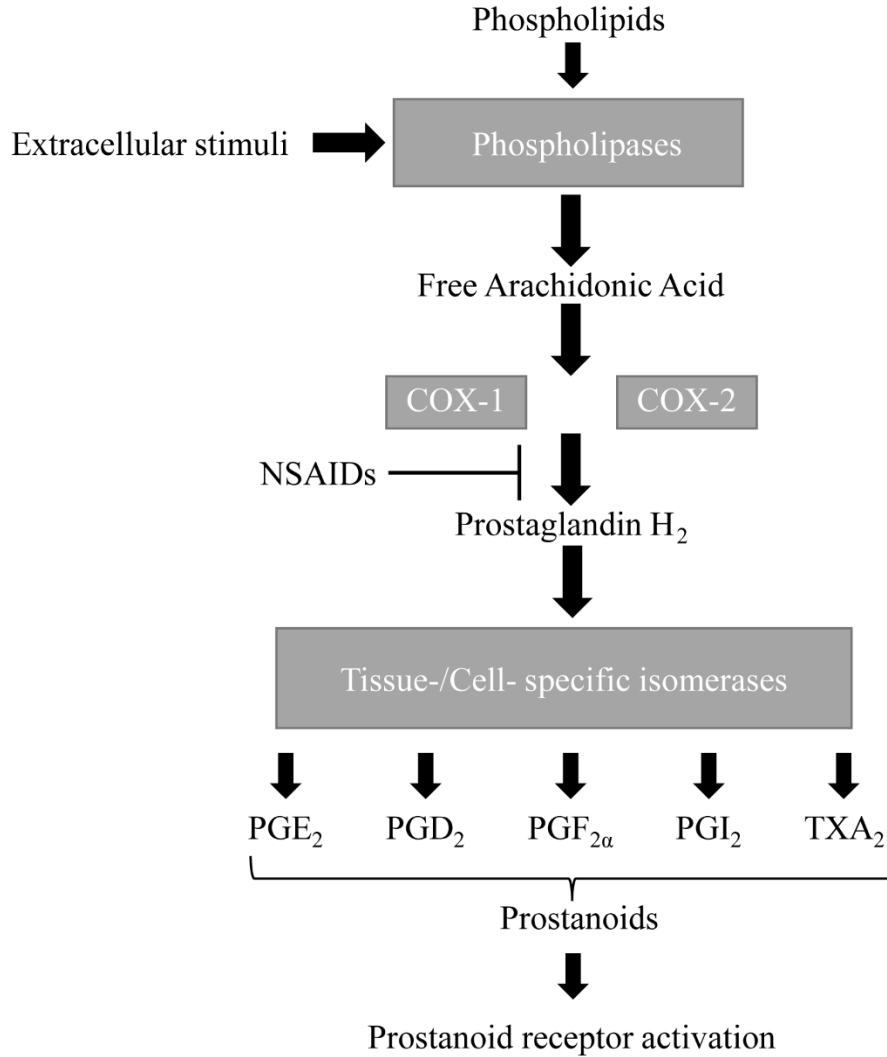 Phospholipids
Extracellular stimuli
Phospholipases
Free Arachidonic Acid
COX-1
COX-2
NSAIDs
Prostaglandin H₂
Tissue-/Cell- specific isomerases
PGE₂
PGD₂
PGF₂α
PGI₂
TXA₂
Prostanoids
Prostanoid receptor activation